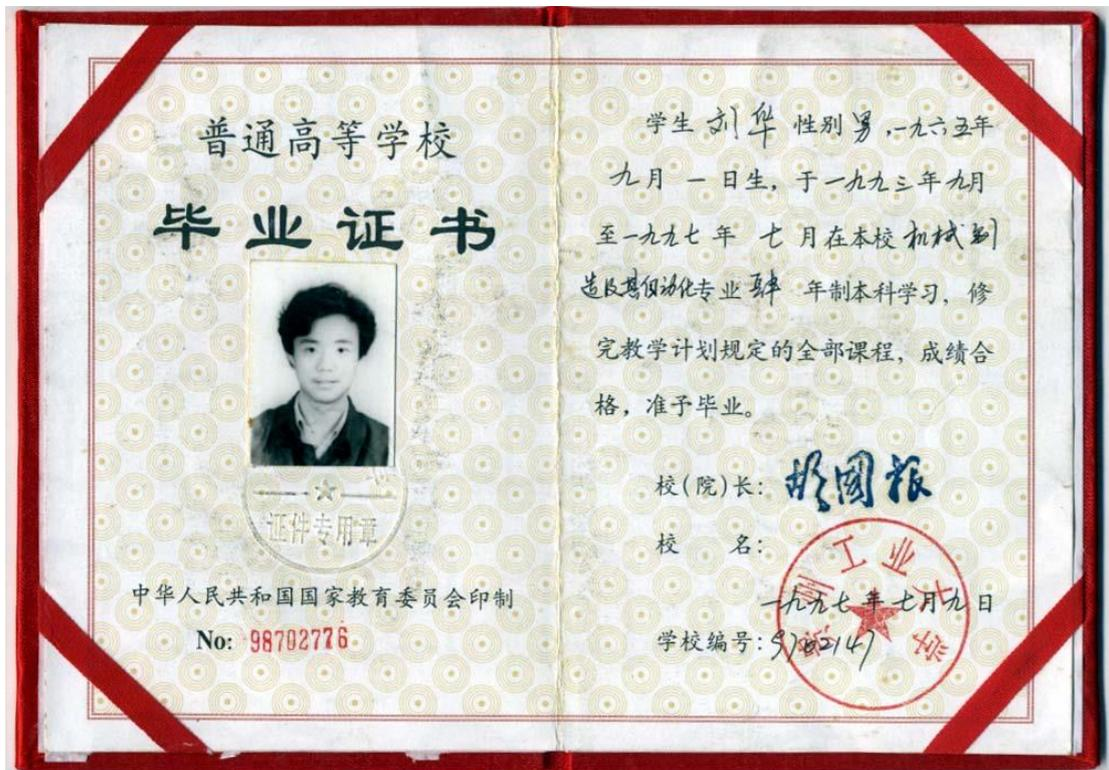 普通高等学校
毕业证书
证件专用章
中华人民共和国国家教育委员会印制
No: 98702776
学生 刘华 性别 男,一九六五年
九月 一 日生,于一九九三年九月
至一九九七年 七月在本校 机械制
造及其自动化专业 肆 年制本科学习,修
完教学计划规定的全部课程,成绩合
格,准予毕业。
校(院)长:
校 名:
工业大学
一九九七年七月九日
学校编号:9702147